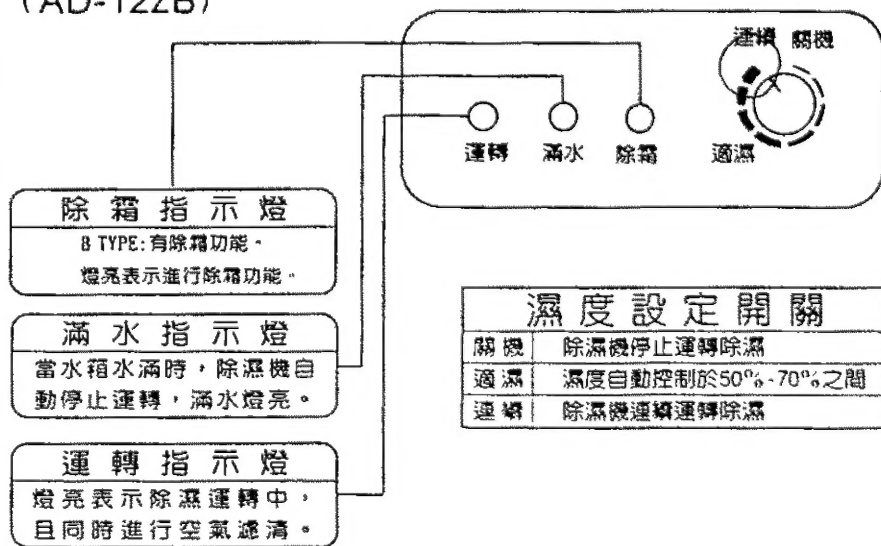 (AD-122B)
連續 關機
運轉 滿水 除霜 適濕
除霜指示燈
B TYPE:有除霜功能。
燈亮表示進行除霜功能。
滿水指示燈
當水箱水滿時，除濕機自
動停止運轉，滿水燈亮。
運轉指示燈
燈亮表示除濕運轉中，
且同時進行空氣濾清。
濕度設定開關
關機 除濕機停止運轉除濕
適濕 濕度自動控制於50%-70%之間
連續 除濕機連續運轉除濕